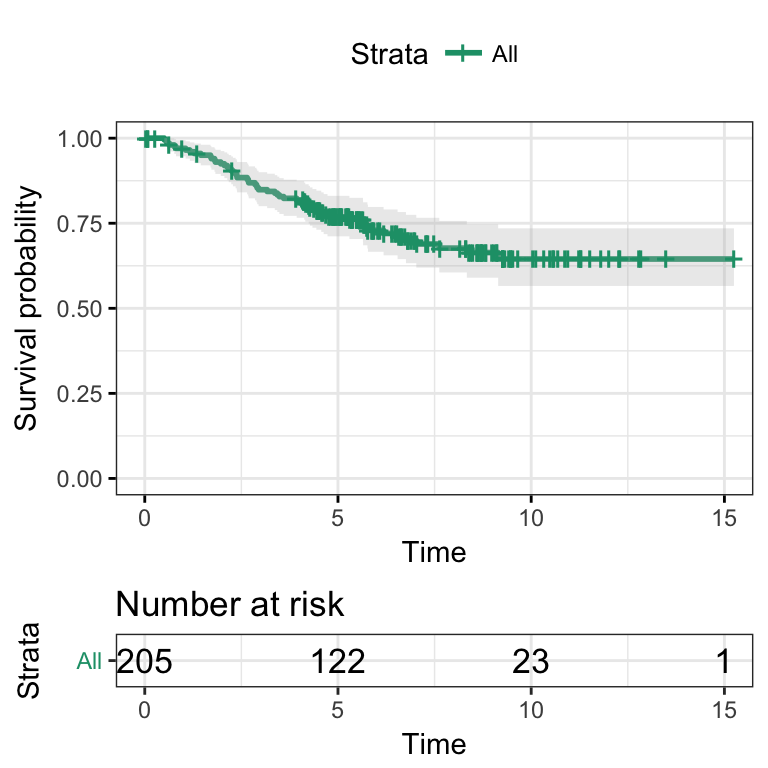 Strata All
1.00
0.75
0.50
0.25
0.00
Survival probability
0 5 10 15
Time
Number at risk
Strata
All 205 122 23 1
0 5 10 15
Time